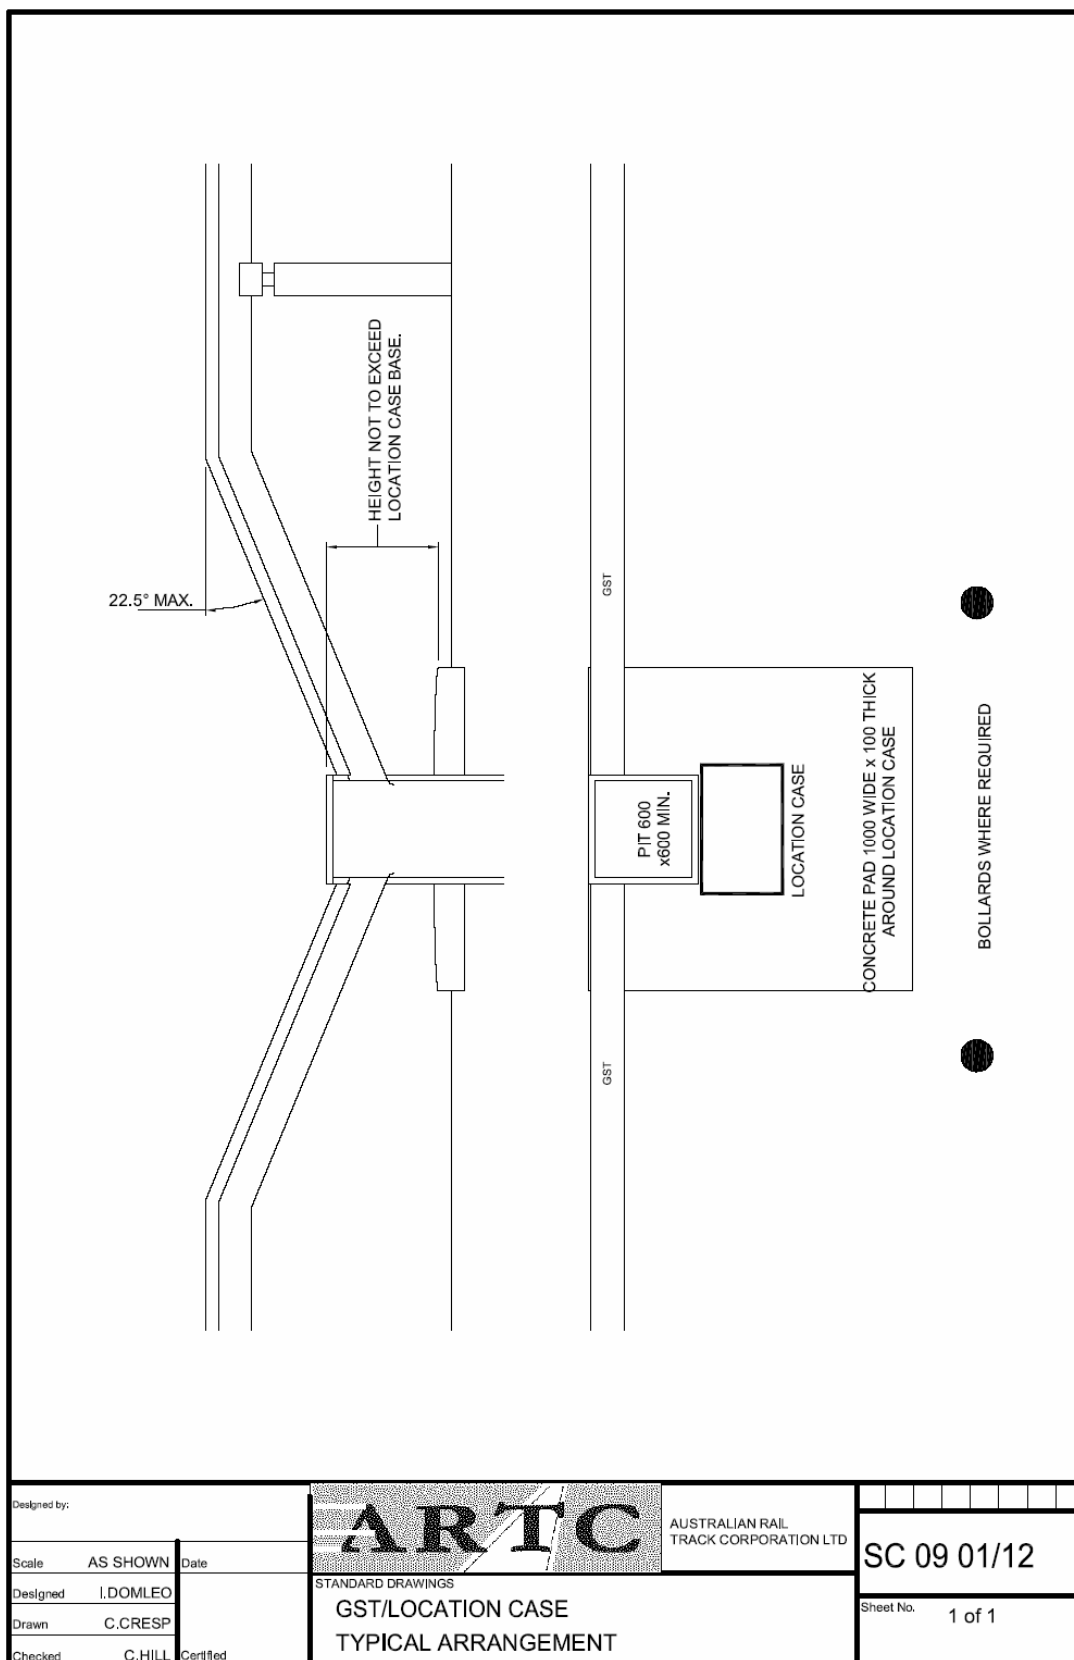 HEIGHT NOT TO EXCEED
LOCATION CASE BASE.
22.5° MAX.
GST
PIT 600
x600 MIN.
LOCATION CASE
CONCRETE PAD 1000 WIDE x 100 THICK
AROUND LOCATION CASE
BOLLARDS WHERE REQUIRED
GST
Designed by:
Scale AS SHOWN Date
Designed I.DOMLEO
Drawn C.CRESP
Checked C.HILL Certified
ARTC
AUSTRALIAN RAIL
TRACK CORPORATION LTD
STANDARD DRAWINGS
GST/LOCATION CASE
TYPICAL ARRANGEMENT
SC 09 01/12
Sheet No. 1 of 1